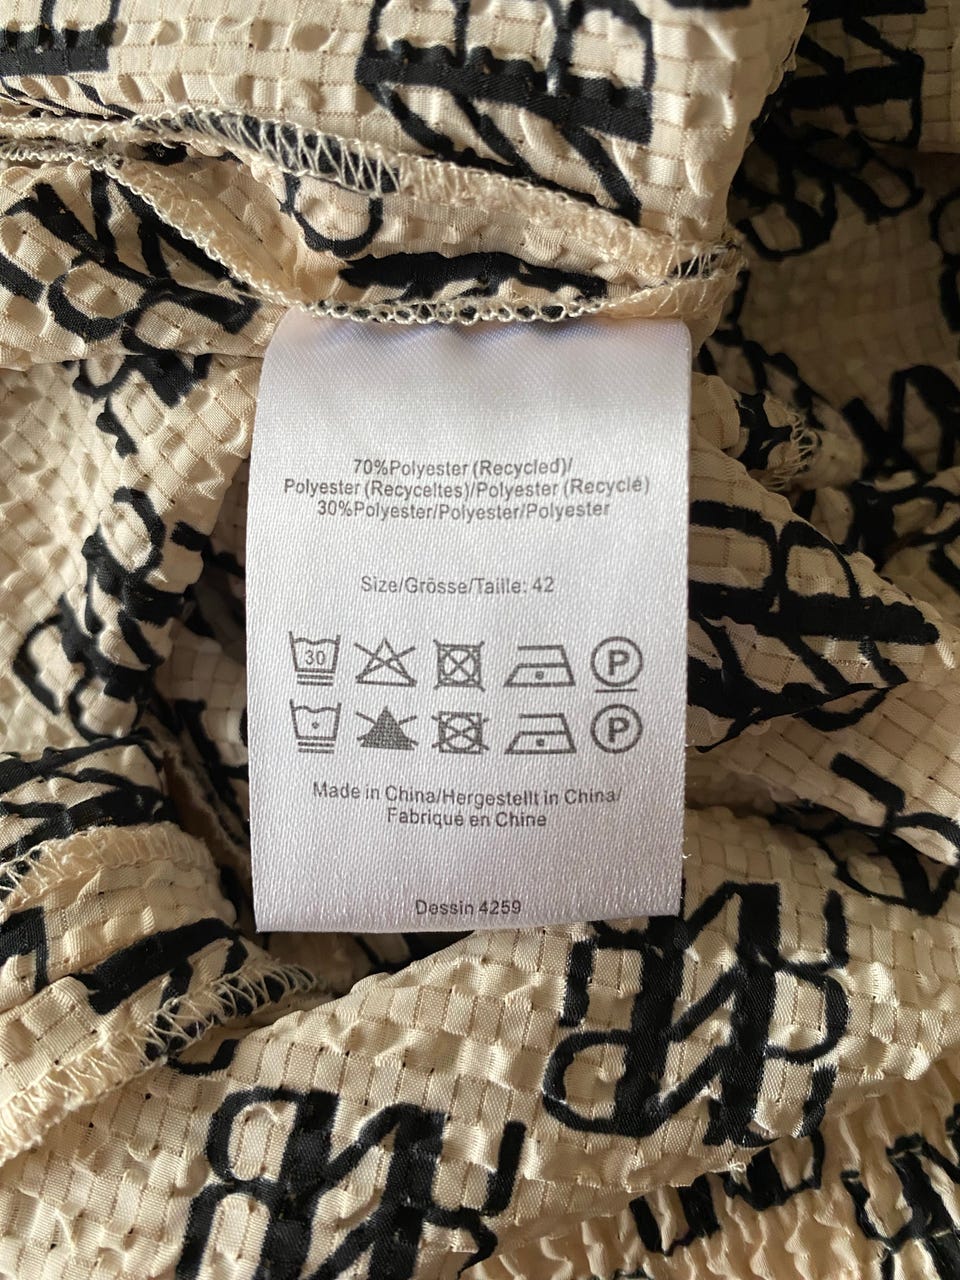 70%Polyester (Recycled)/
Polyester (Recyceltes)/Polyester (Recyclé)
30%Polyester/Polyester/Polyester
Size/Grösse/Taille: 42
30
P
P
Made in China/Hergestellt in China/
Fabriqué en Chine
Dessin 4259